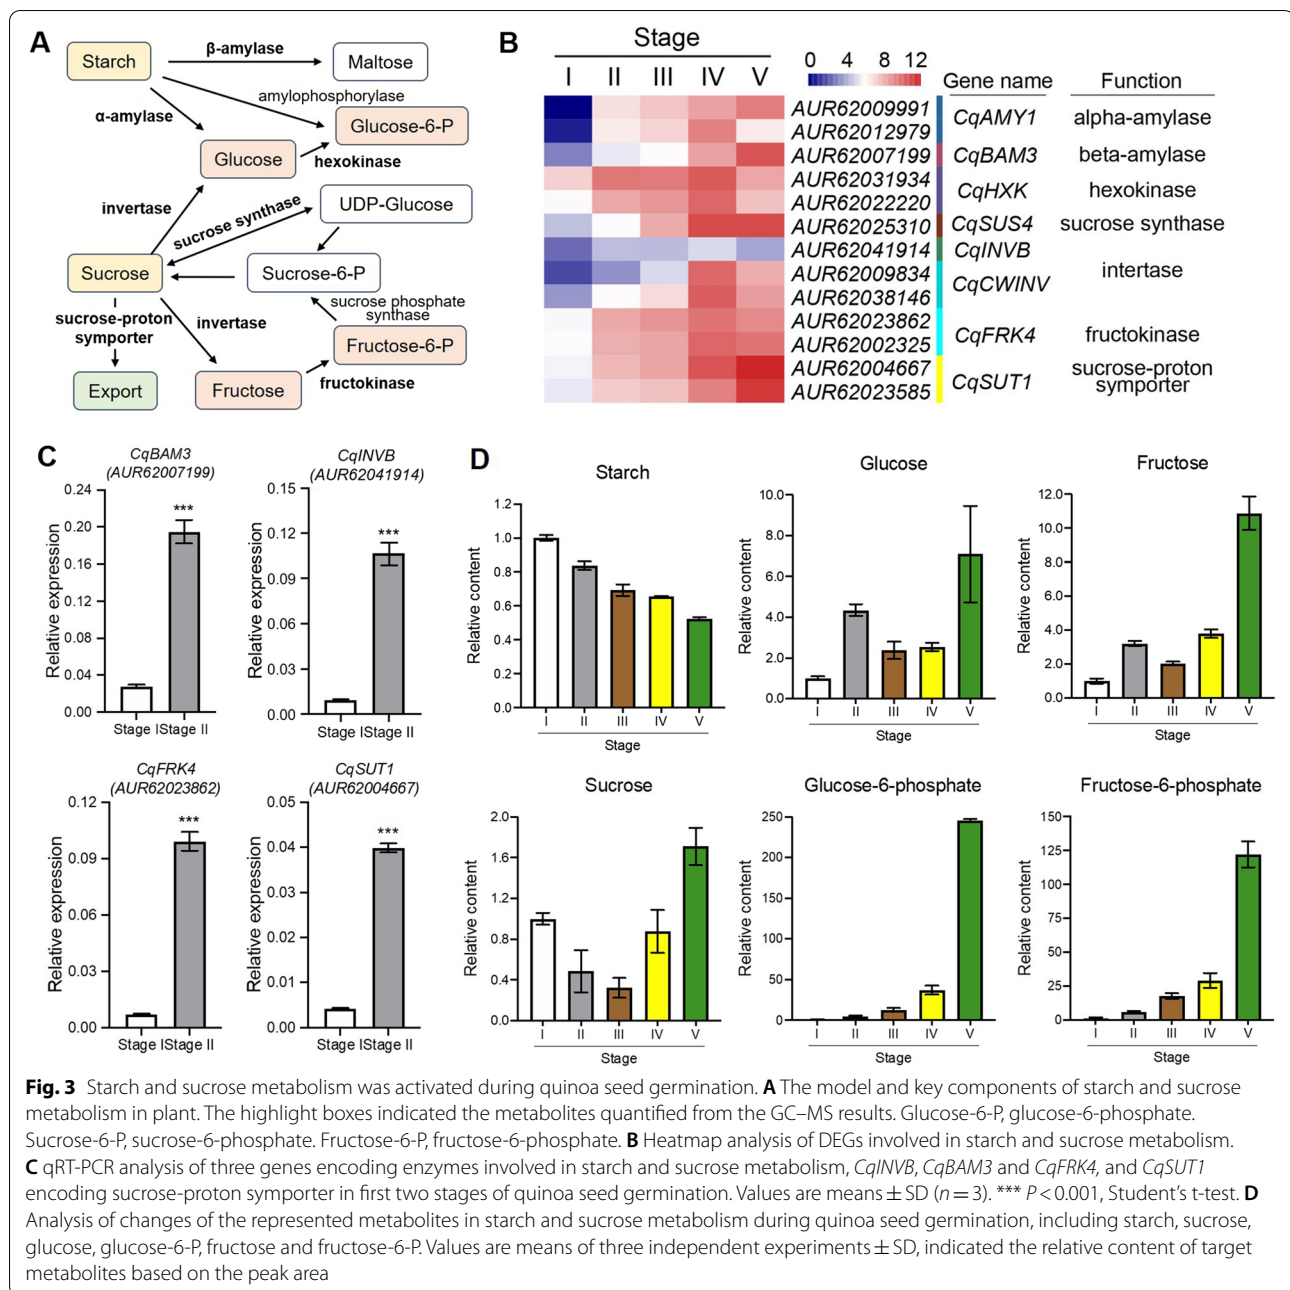 A
Starch
β-amylase
Maltose
amylophosphorylase
α-amylase
Glucose-6-P
Glucose
hexokinase
invertase
sucrose synthase
UDP-Glucose
Sucrose
Sucrose-6-P
sucrose-proton
symporter
invertase
sucrose phosphate
synthase
Fructose-6-P
Export
Fructose
fructokinase
B
Stage
I II III IV V
0 4 8 12
Gene name
Function
AUR62009991
AUR62012979
AUR62007199
AUR62031934
AUR62022220
AUR62025310
AUR62041914
AUR62009834
AUR62038146
AUR62023862
AUR62002325
AUR62004667
AUR62023585
CqAMY1 alpha-amylase
CqBAM3 beta-amylase
CqHXK hexokinase
CqSUS4 sucrose synthase
CqINVB
CqCWINV
intertase
CqFRK4 fructokinase
CqSUT1
sucrose-proton
symporter
C
CqBAM3
(AUR62007199)
Relative expression
0.24
0.20
0.16
0.12
0.08
0.04
0.00
***
Stage I Stage II
CqINVB
(AUR62041914)
Relative expression
0.15
0.12
0.09
0.06
0.03
0.00
***
Stage I Stage II
CqFRK4
(AUR62023862)
Relative expression
0.12
0.09
0.06
0.03
0.00
***
Stage I Stage II
CqSUT1
(AUR62004667)
Relative expression
0.05
0.04
0.03
0.02
0.01
0.00
***
Stage I Stage II
D
Starch
Relative content
1.2
1.0
0.8
0.6
0.4
0.2
0.0
I II III IV V
Stage
Glucose
Relative content
10.0
8.0
6.0
4.0
2.0
0.0
I II III IV V
Stage
Fructose
Relative content
12.0
10.0
8.0
6.0
4.0
2.0
0.0
I II III IV V
Stage
Sucrose
Relative content
2.0
1.6
1.2
0.8
0.4
0.0
I II III IV V
Stage
Glucose-6-phosphate
Relative content
250
200
150
100
50
0
I II III IV V
Stage
Fructose-6-phosphate
Relative content
150
125
100
75
50
25
0
I II III IV V
Stage
Fig. 3 Starch and sucrose metabolism was activated during quinoa seed germination. A The model and key components of starch and sucrose
metabolism in plant. The highlight boxes indicated the metabolites quantified from the GC–MS results. Glucose-6-P, glucose-6-phosphate.
Sucrose-6-P, sucrose-6-phosphate. Fructose-6-P, fructose-6-phosphate. B Heatmap analysis of DEGs involved in starch and sucrose metabolism.
C qRT-PCR analysis of three genes encoding enzymes involved in starch and sucrose metabolism, CqINVB, CqBAM3 and CqFRK4, and CqSUT1
encoding sucrose-proton symporter in first two stages of quinoa seed germination. Values are means ± SD (n = 3). *** P < 0.001, Student's t-test. D
Analysis of changes of the represented metabolites in starch and sucrose metabolism during quinoa seed germination, including starch, sucrose,
glucose, glucose-6-P, fructose and fructose-6-P. Values are means of three independent experiments ± SD, indicated the relative content of target
metabolites based on the peak area